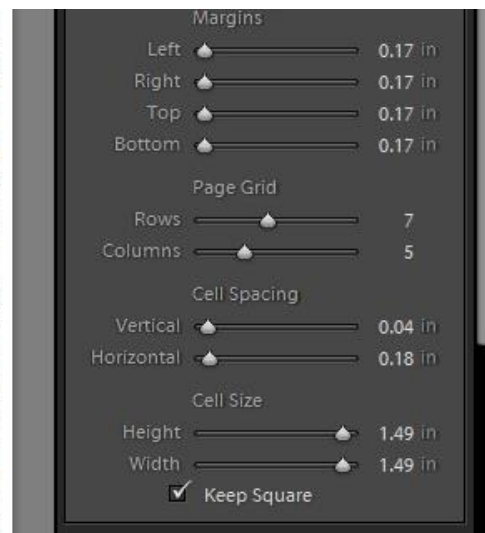 Margins
Left 0.17 in
Right 0.17 in
Top 0.17 in
Bottom 0.17 in
Page Grid
Rows 7
Columns 5
Cell Spacing
Vertical 0.04 in
Horizontal 0.18 in
Cell Size
Height 1.49 in
Width 1.49 in
Keep Square